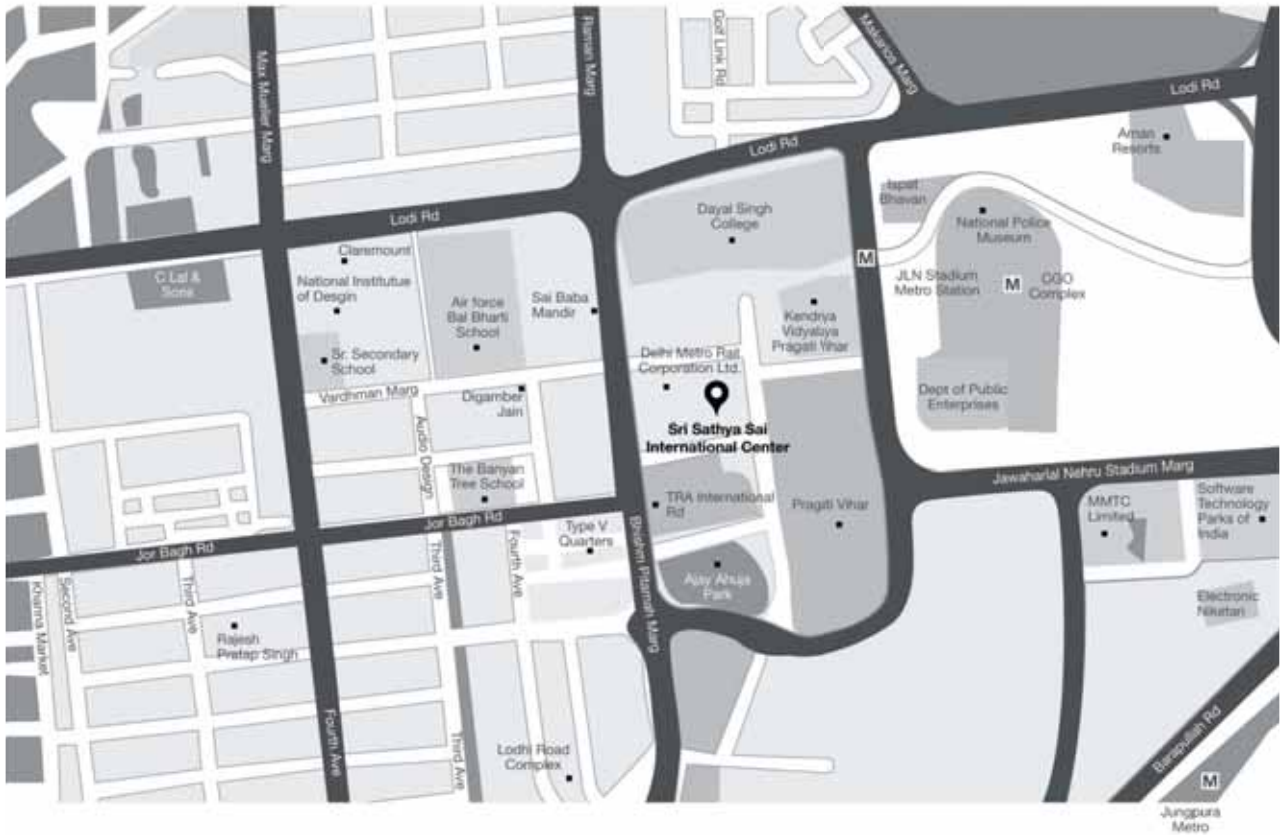 Max Mueller Marg
Raman Marg
Golf Link Rd
Makarios Marg
Lodi Rd
Lodi Rd
Lodi Rd
Aman
Resorts
Ispat
Bhavan
Dayal Singh
College
National Police
Museum
Claremount
C Lal &
Sons
National Institutue
of Desgin
Air force
Bal Bharti
School
Sai Baba
Mandir
M
JLN Stadium
Metro Station
M
CGO
Complex
Kendriya
Vidyalaya
Pragati Vihar
Sr. Secondary
School
Delhi Metro Rail
Corporation Ltd.
Vardhman Marg
Digamber
Jain
Dept of Public
Enterprises
Audio Design
Sri Sathya Sai
International Center
The Banyan
Tree School
Jawaharlal Nehru Stadium Marg
TRA International
Rd
Pragati Vihar
MMTC
Limited
Software
Technology
Parks of
India
Jor Bagh Rd
Jor Bagh Rd
Type V
Quarters
Bhishm Pitamah Marg
Khanna Market
Second Ave
Third Ave
Third Ave
Fourth Ave
Ajay Ahuja
Park
Electronic
Rajesh
Pratap Singh
Fourth Ave
Third Ave
Lodhi Road
Complex
Barapullah Rd
M
Jungpura
Metro